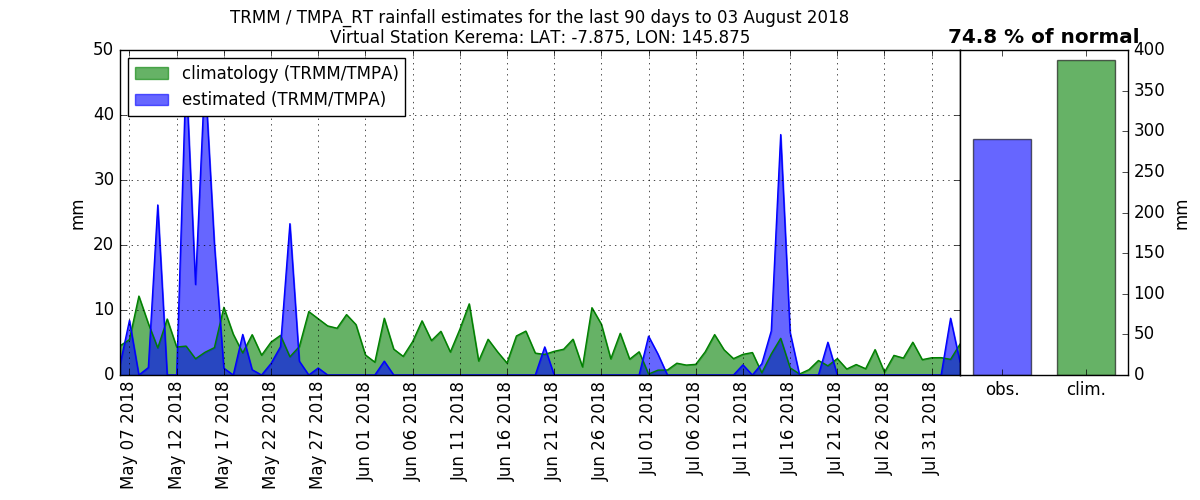 TRMM / TMPA_RT rainfall estimates for the last 90 days to 03 August 2018
Virtual Station Kerema: LAT: -7.875, LON: 145.875
74.8 % of normal
climatology (TRMM/TMPA)
estimated (TRMM/TMPA)
50
40
30
20
10
0
mm
May 07 2018
May 12 2018
May 17 2018
May 22 2018
May 27 2018
Jun 01 2018
Jun 06 2018
Jun 11 2018
Jun 16 2018
Jun 21 2018
Jun 26 2018
Jul 01 2018
Jul 06 2018
Jul 11 2018
Jul 16 2018
Jul 21 2018
Jul 26 2018
Jul 31 2018
obs.
clim.
400
350
300
250
200
150
100
50
0
mm